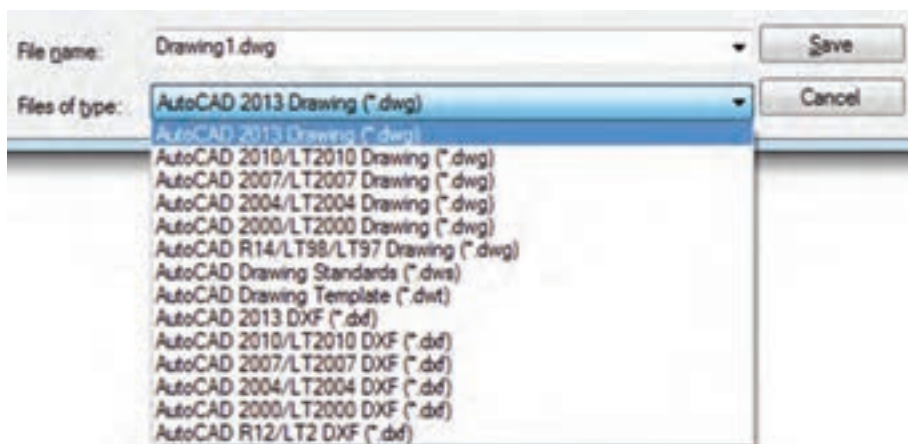 File name: Drawing1.dwg Save
Files of type: AutoCAD 2013 Drawing (*.dwg) Cancel
AutoCAD 2013 Drawing (*.dwg)
AutoCAD 2010/LT2010 Drawing (*.dwg)
AutoCAD 2007/LT2007 Drawing (*.dwg)
AutoCAD 2004/LT2004 Drawing (*.dwg)
AutoCAD 2000/LT2000 Drawing (*.dwg)
AutoCAD R14/LT98/LT97 Drawing (*.dwg)
AutoCAD Drawing Standards (*.dws)
AutoCAD Drawing Template (*.dwt)
AutoCAD 2013 DXF (*.dxf)
AutoCAD 2010/LT2010 DXF (*.dxf)
AutoCAD 2007/LT2007 DXF (*.dxf)
AutoCAD 2004/LT2004 DXF (*.dxf)
AutoCAD 2000/LT2000 DXF (*.dxf)
AutoCAD R12/LT2 DXF (*.dxf)